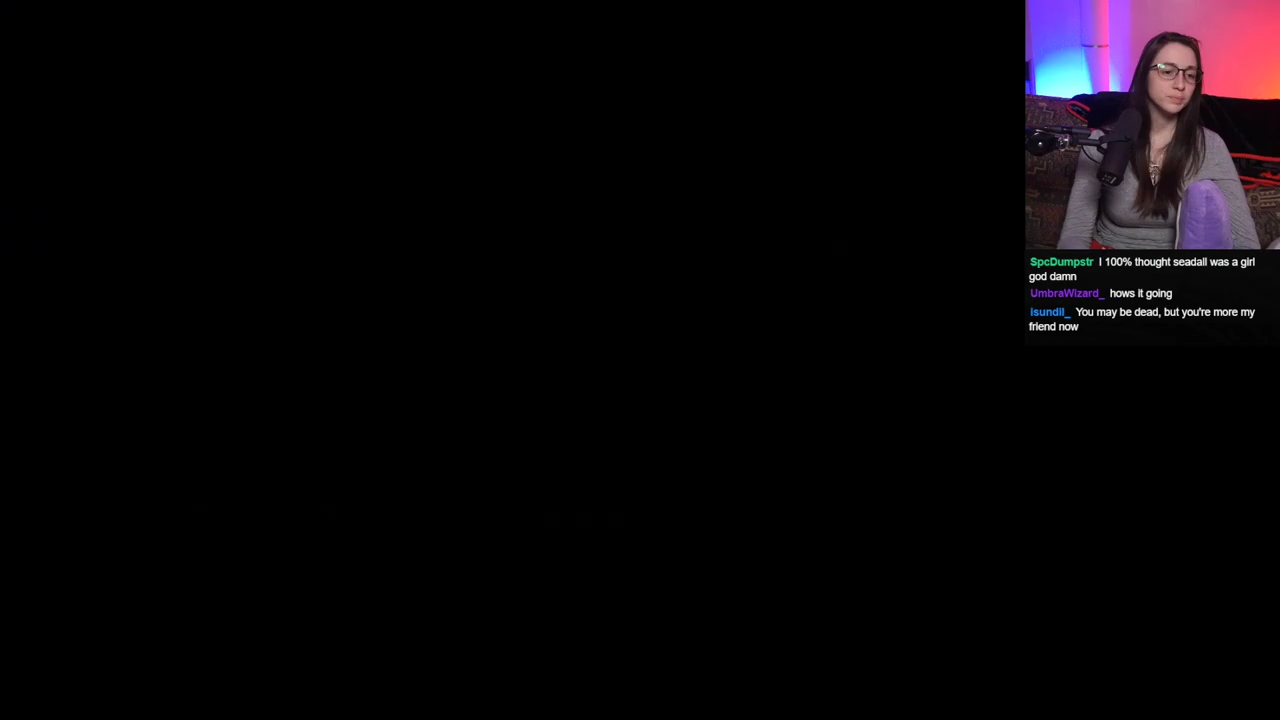 SpcDumpstr I 100% thought seadall was a girl
god damn
UmbraWizard_ hows it going
isundil_ You may be dead, but you're more my
friend now